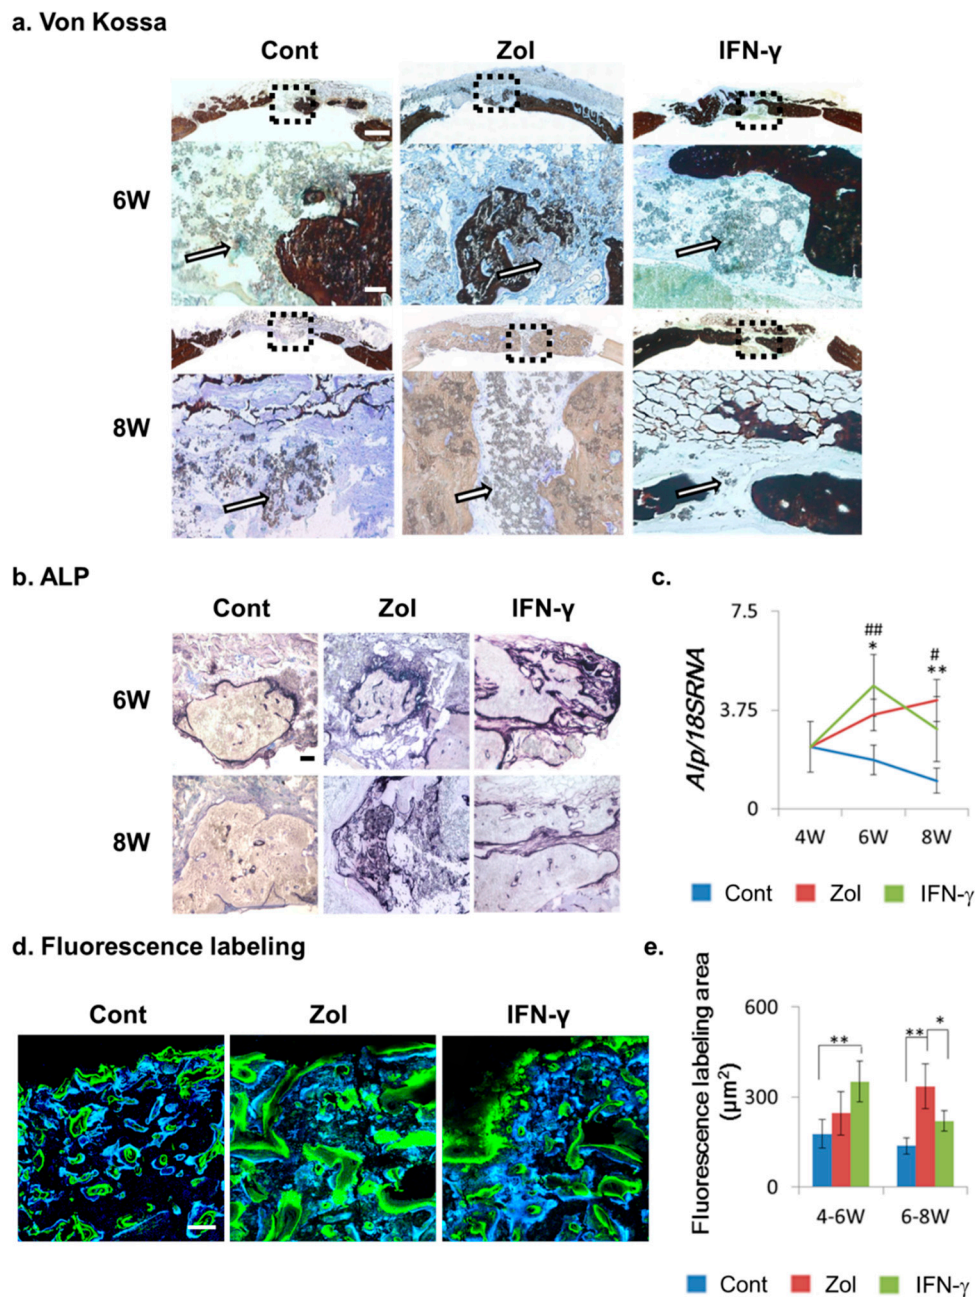 a. Von Kossa
Cont Zol IFN-γ
6W
8W
b. ALP
Cont Zol IFN-γ
6W
8W
c.
7.5
##
*
#
**
3.75
0
Alp/18SRNA
4W 6W 8W
Cont Zol IFN-γ
d. Fluorescence labeling
Cont Zol IFN-γ
e.
Fluorescence labeling area
(μm²)
600
** ** *
300
0
4-6W 6-8W
Cont Zol IFN-γ